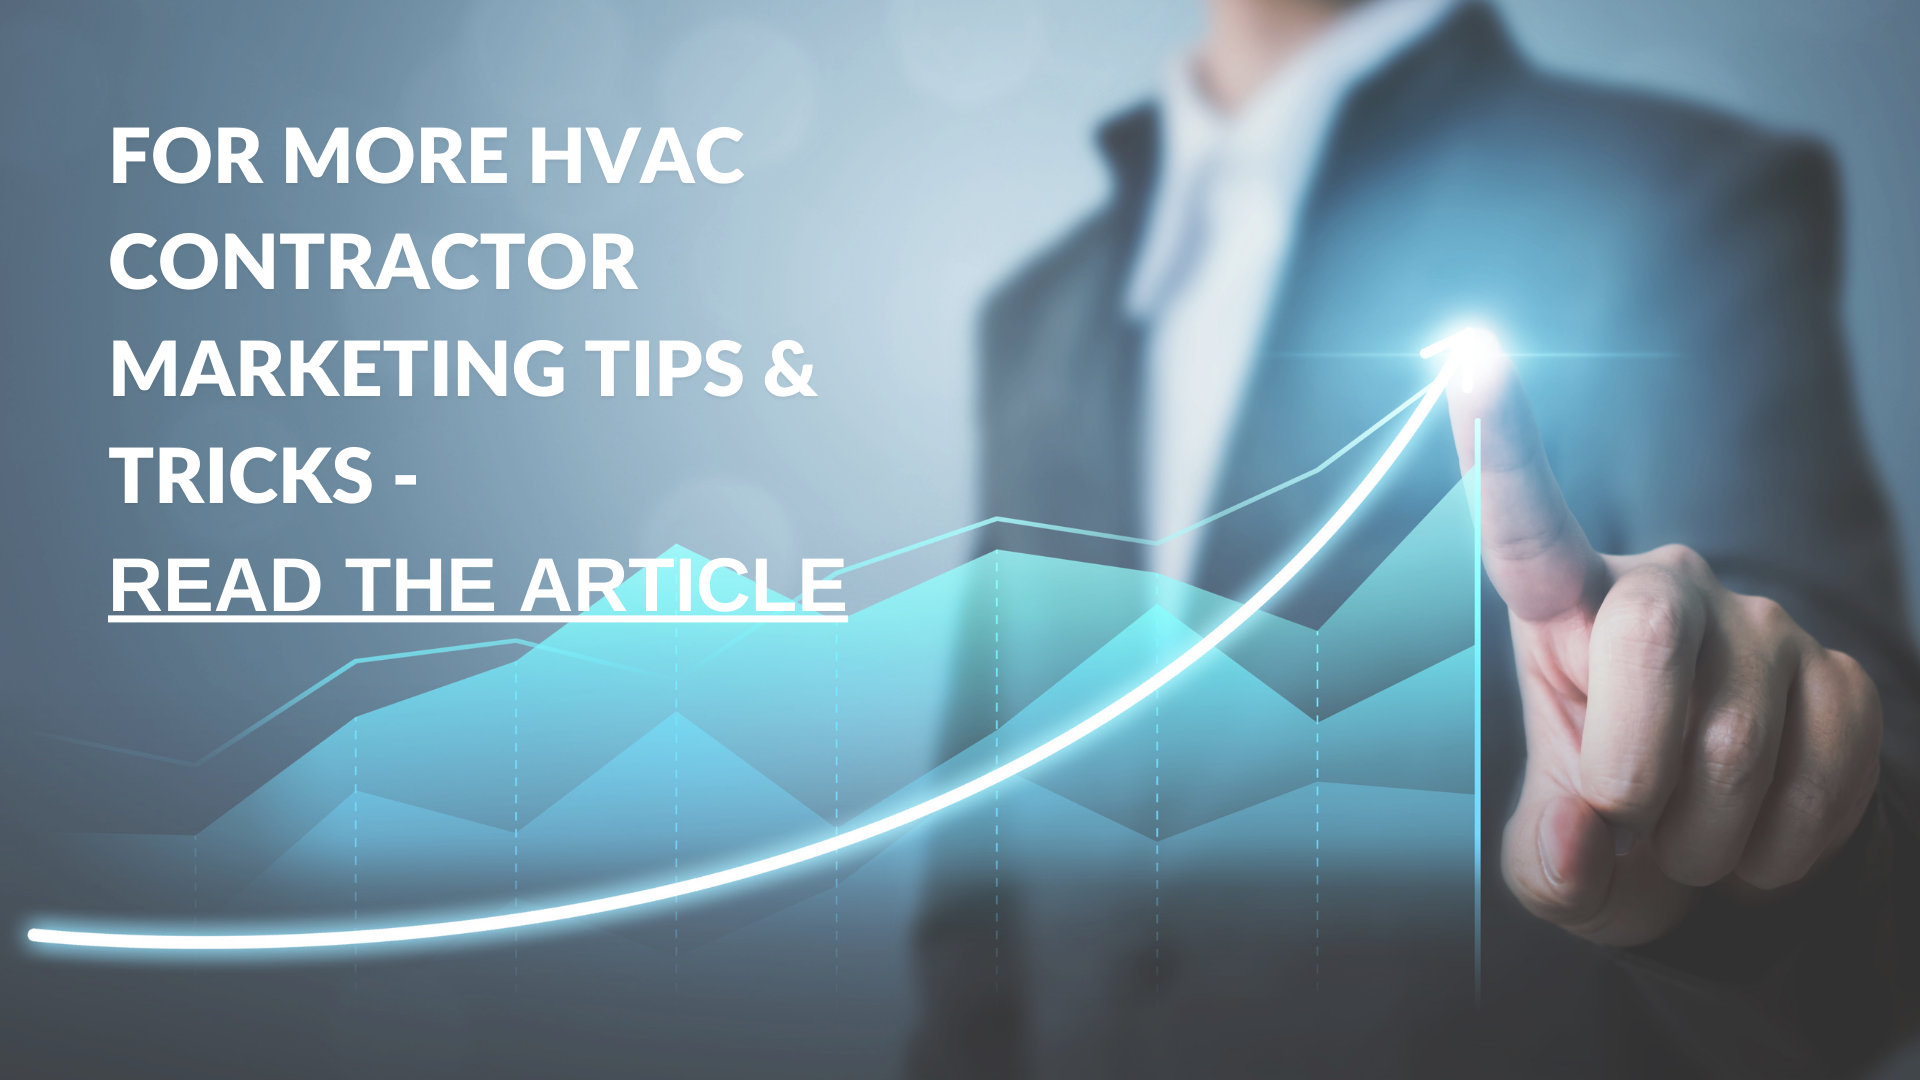 FOR MORE HVAC
CONTRACTOR
MARKETING TIPS &
TRICKS -
READ THE ARTICLE